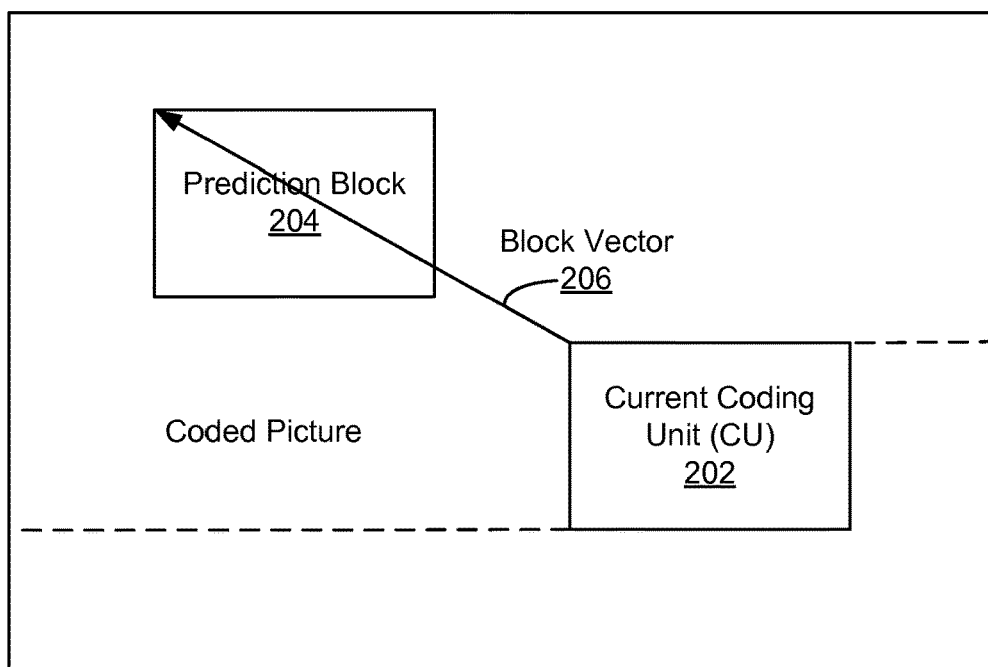 Prediction Block
204
Block Vector
206
Coded Picture
Current Coding
Unit (CU)
202